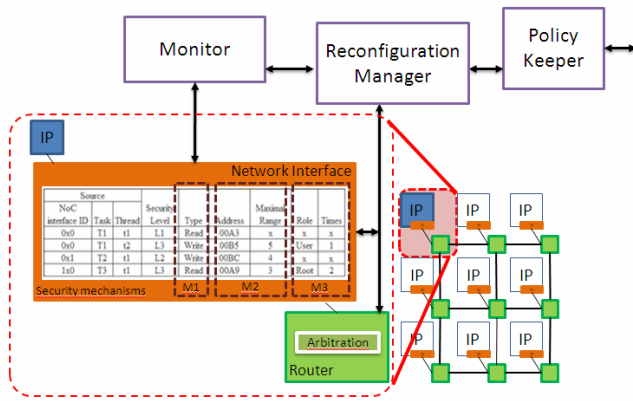 Monitor
Reconfiguration
Manager
Policy
Keeper
IP
Network Interface
Source
NoC
interface ID Task Thread Security
Level Type Address Maximal
Range Role Times
0x0 T1 t1 L1 Read 00A3 x x x
0x0 T1 t2 L3 Write 00B5 5 User 1
0x1 T2 t1 L2 Write 00BC 4 x x
1x0 T3 t1 L3 Read 00A9 3 Root 2
Security mechanisms M1 M2 M3
Arbitration
Router
IP IP IP
IP IP IP
IP IP IP